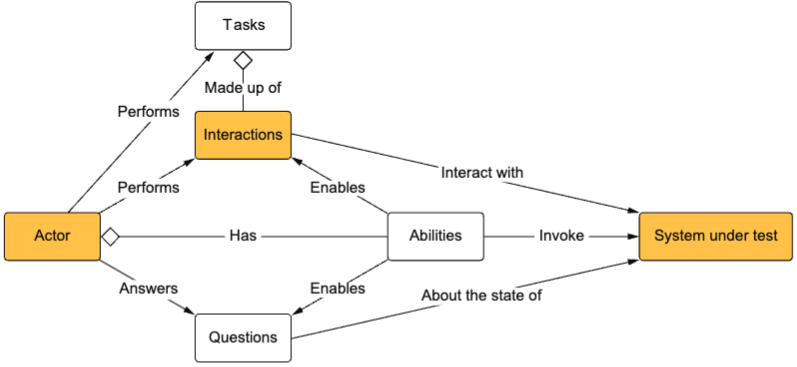 Tasks
Made up of
Performs
Interactions
Interact with
Performs
Enables
Actor
Has
Abilities
Invoke
System under test
Answers
Enables
About the state of
Questions